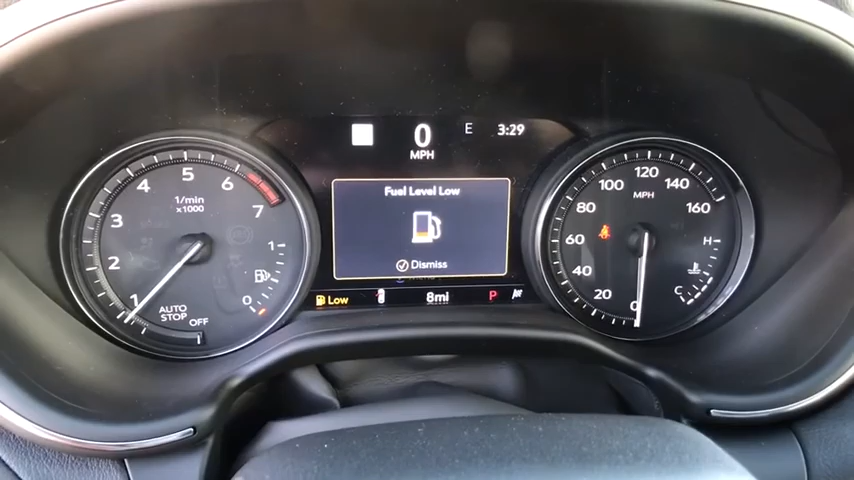 0
MPH
E
3:29
Fuel Level Low
Dismiss
Low
8mi
P
1/min
x1000
1
2
3
4
5
6
7
AUTO
STOP
OFF
1
0
MPH
0
20
40
60
80
100
120
140
160
H
C